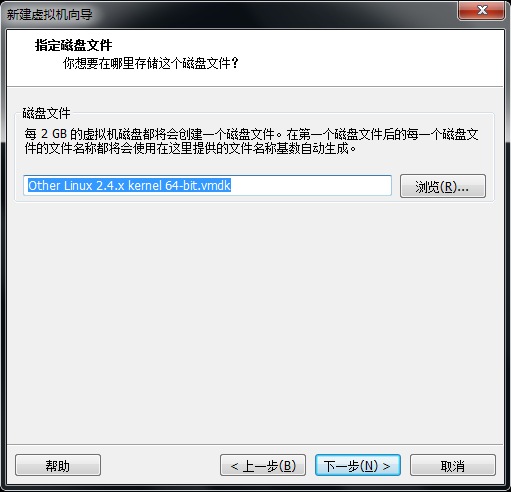 新建虚拟机向导
指定磁盘文件
你想要在哪里存储这个磁盘文件?
磁盘文件
每 2 GB 的虚拟机磁盘都将会创建一个磁盘文件。在第一个磁盘文件后的每一个磁盘文
件的文件名称都将会使用在这里提供的文件名称基数自动生成。
Other Linux 2.4.x kernel 64-bit.vmdk
浏览(R)...
帮助
< 上一步(B)
下一步(N) >
取消